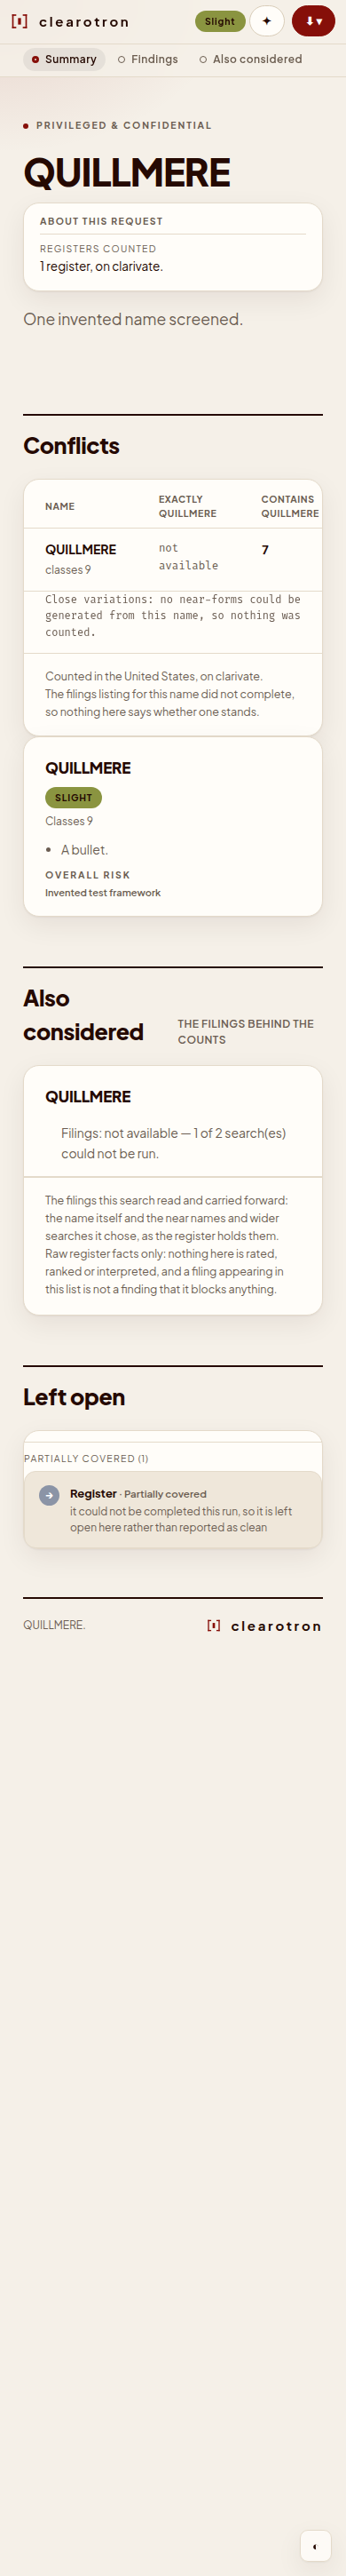 clearotron
Slight
Summary
Findings
Also considered
PRIVILEGED & CONFIDENTIAL
QUILLMERE
ABOUT THIS REQUEST
REGISTERS COUNTED
1 register, on clarivate.
One invented name screened.
Conflicts
NAME
EXACTLY
QUILLMERE
CONTAINS
QUILLMERE
QUILLMERE
classes 9
not
available
7
Close variations: no near-forms could be
generated from this name, so nothing was
counted.
Counted in the United States, on clarivate.
The filings listing for this name did not complete,
so nothing here says whether one stands.
QUILLMERE
SLIGHT
Classes 9
• A bullet.
OVERALL RISK
Invented test framework
Also
considered
THE FILINGS BEHIND THE
COUNTS
QUILLMERE
Filings: not available — 1 of 2 search(es)
could not be run.
The filings this search read and carried forward:
the name itself and the near names and wider
searches it chose, as the register holds them.
Raw register facts only: nothing here is rated,
ranked or interpreted, and a filing appearing in
this list is not a finding that it blocks anything.
Left open
PARTIALLY COVERED (1)
Register · Partially covered
it could not be completed this run, so it is left
open here rather than reported as clean
QUILLMERE.
clearotron